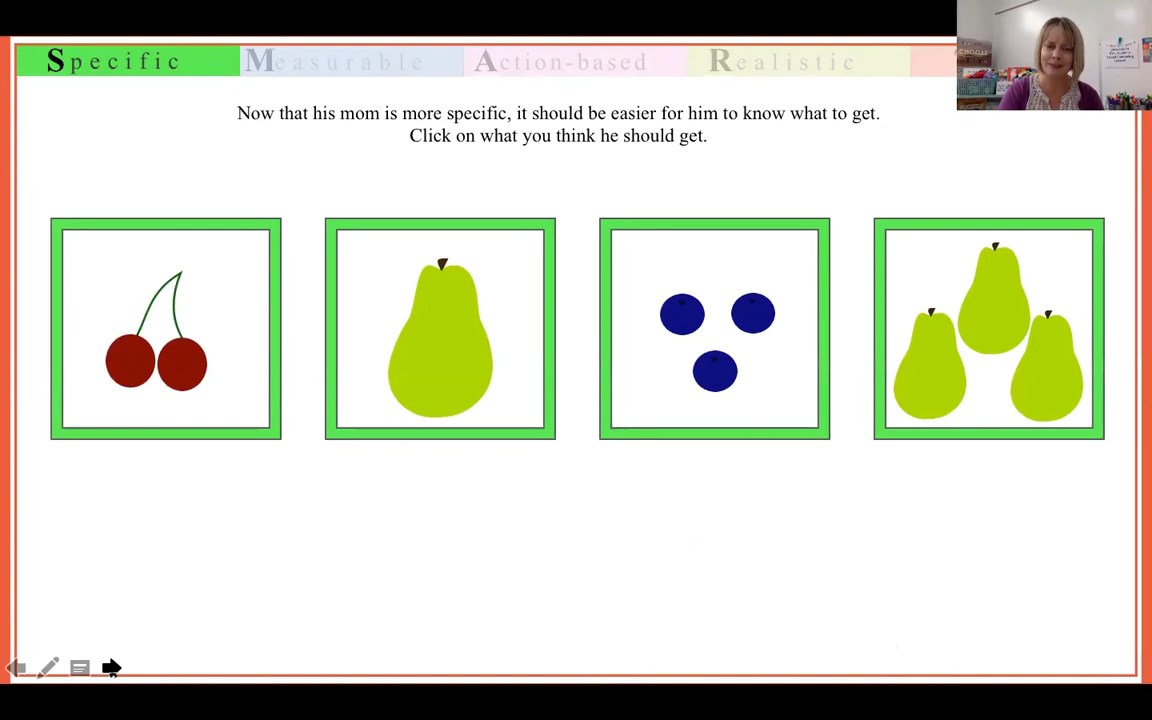 Specific Measurable Action-based Realistic
Now that his mom is more specific, it should be easier for him to know what to get.
Click on what you think he should get.